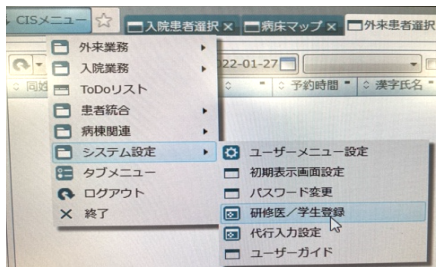 CISメニュー
入院患者選択 ×
病床マップ ×
外来患者選択
外来業務
入院業務
22-01-27
ToDoリスト
予約時間
漢字氏名
患者統合
病棟関連
システム設定
ユーザーメニュー設定
タブメニュー
初期表示画面設定
ログアウト
パスワード変更
終了
研修医／学生登録
代行入力設定
ユーザーガイド